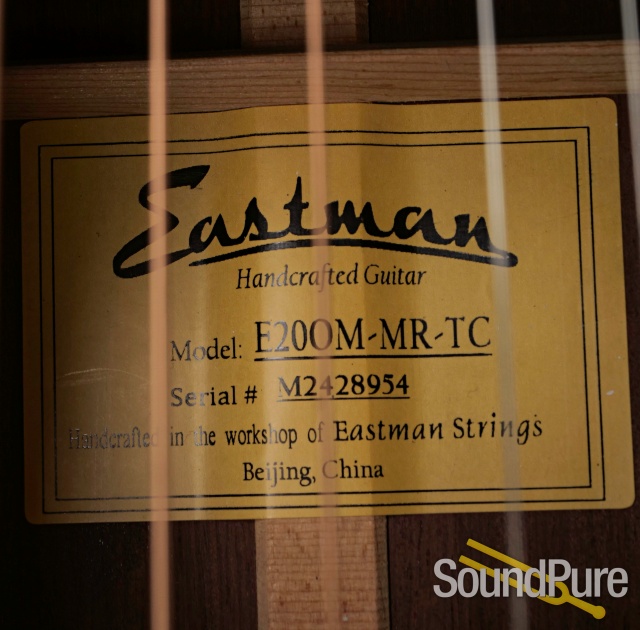 Eastman
Handcrafted Guitar
Model: E20OM-MR-TC
Serial # M2428954
Handcrafted in the workshop of Eastman Strings
Beijing, China
SoundPure